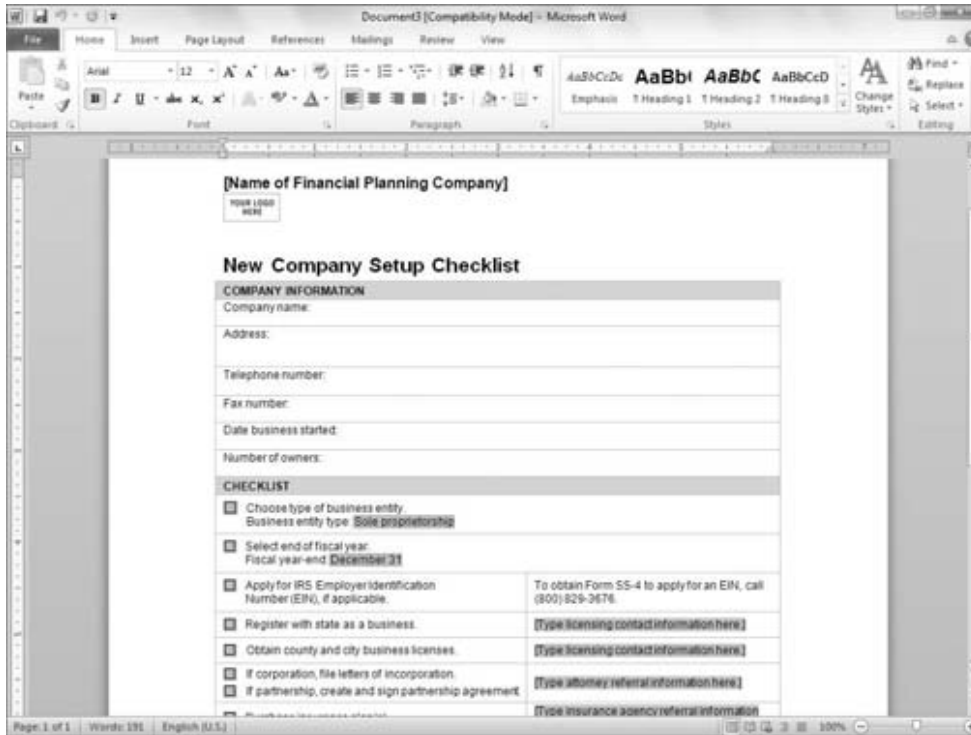 Document3 [Compatibility Mode] - Microsoft Word
File Home Insert Page Layout References Mailings Review View
Paste
Arial 12 A A Aa
B I U abc x, x² A
AaBbCcDc AaBbC AaBbC AaBbCcD
Emphasis ¶ Heading 1 ¶ Heading 2 ¶ Heading 3
Change Styles
Find
Replace
Select
Clipboard Font Paragraph Styles Editing
[Name of Financial Planning Company]
YOUR LOGO
HERE
New Company Setup Checklist
COMPANY INFORMATION
Company name:
Address:
Telephone number:
Fax number:
Date business started:
Number of owners:
CHECKLIST
Choose type of business entity.
Business entity type: Sole proprietorship
Select end of fiscal year.
Fiscal year-end: December 31
Apply for IRS Employer Identification
Number (EIN), if applicable.
To obtain Form SS-4 to apply for an EIN, call
(800) 829-3676.
Register with state as a business.
[Type licensing contact information here.]
Obtain county and city business licenses.
[Type licensing contact information here.]
If corporation, file letters of incorporation.
If partnership, create and sign partnership agreement.
[Type attorney referral information here.]
[Type insurance agency referral information
Page: 1 of 1 Words: 191 English (U.S.) 100%